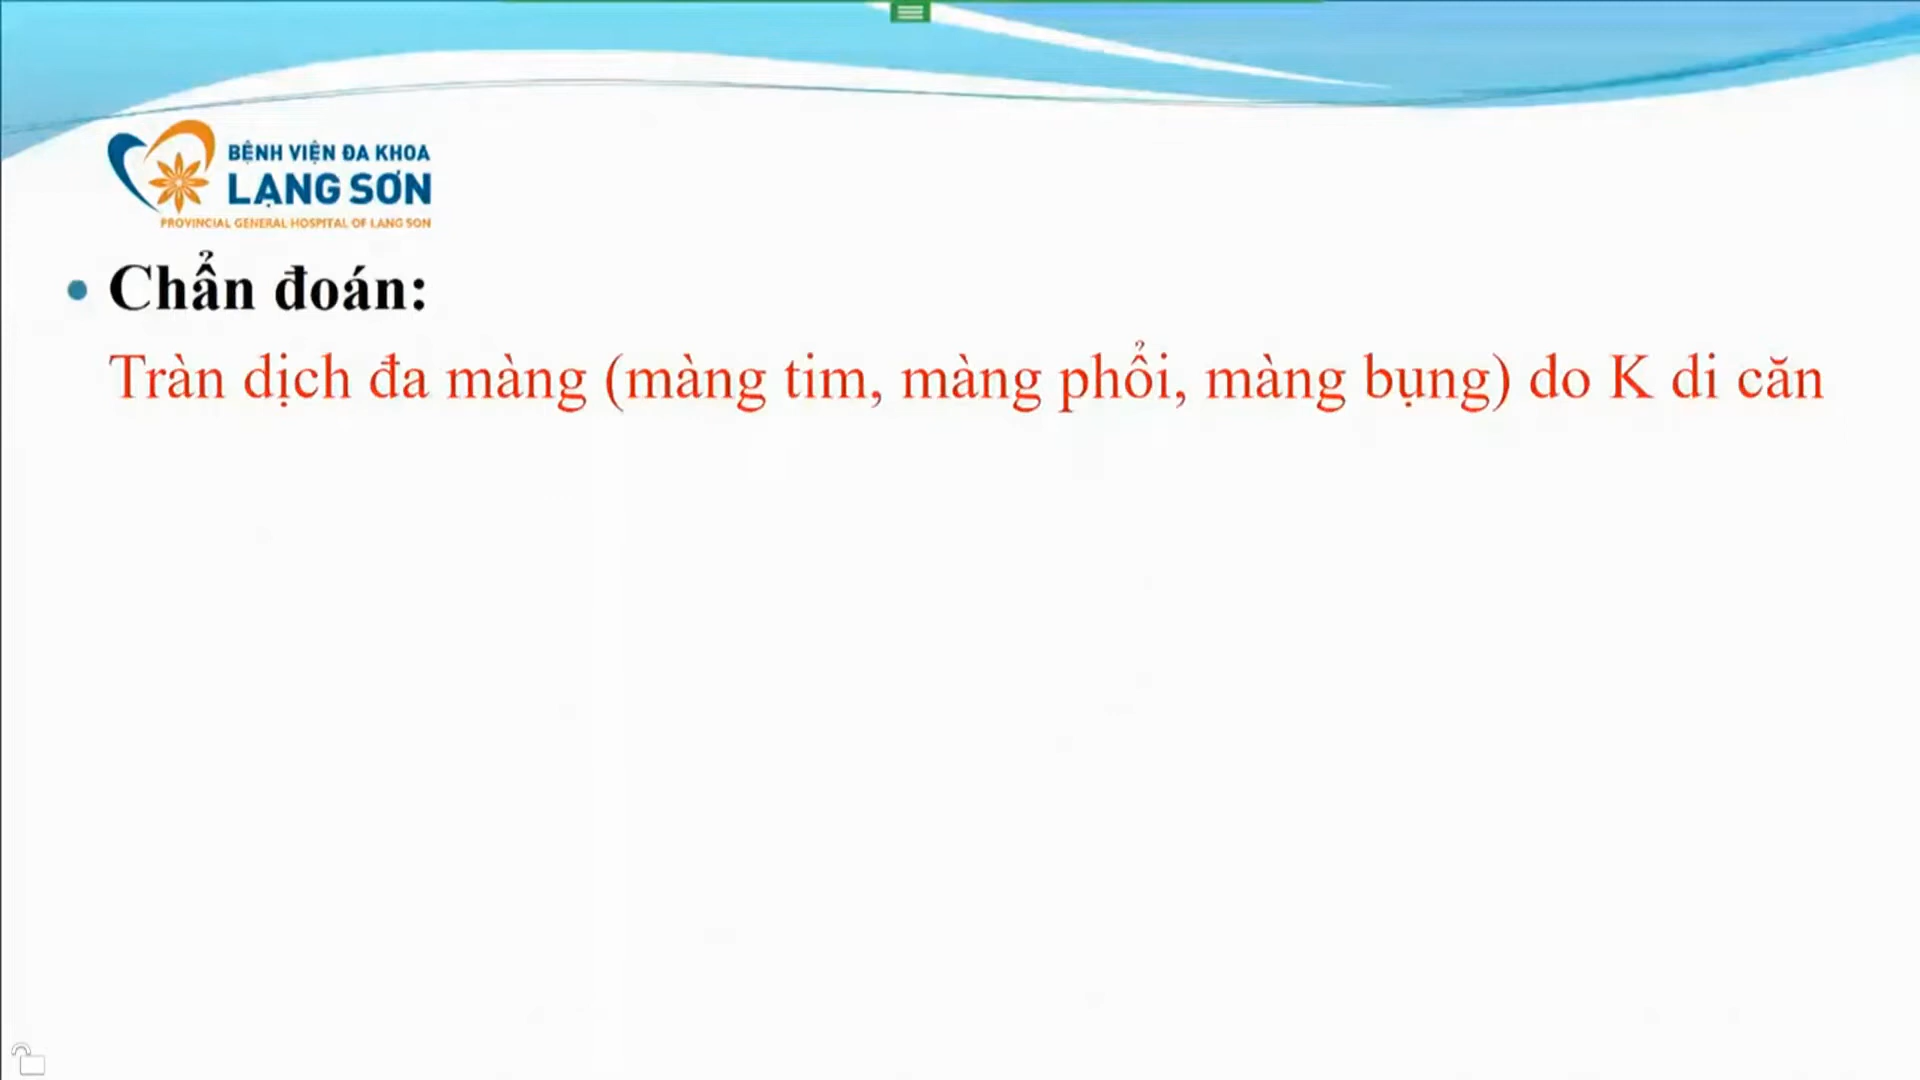 BỆNH VIỆN ĐA KHOA
LẠNG SƠN
PROVINCIAL GENERAL HOSPITAL OF LANG SON
• Chẩn đoán:
Tràn dịch đa màng (màng tim, màng phổi, màng bụng) do K di căn